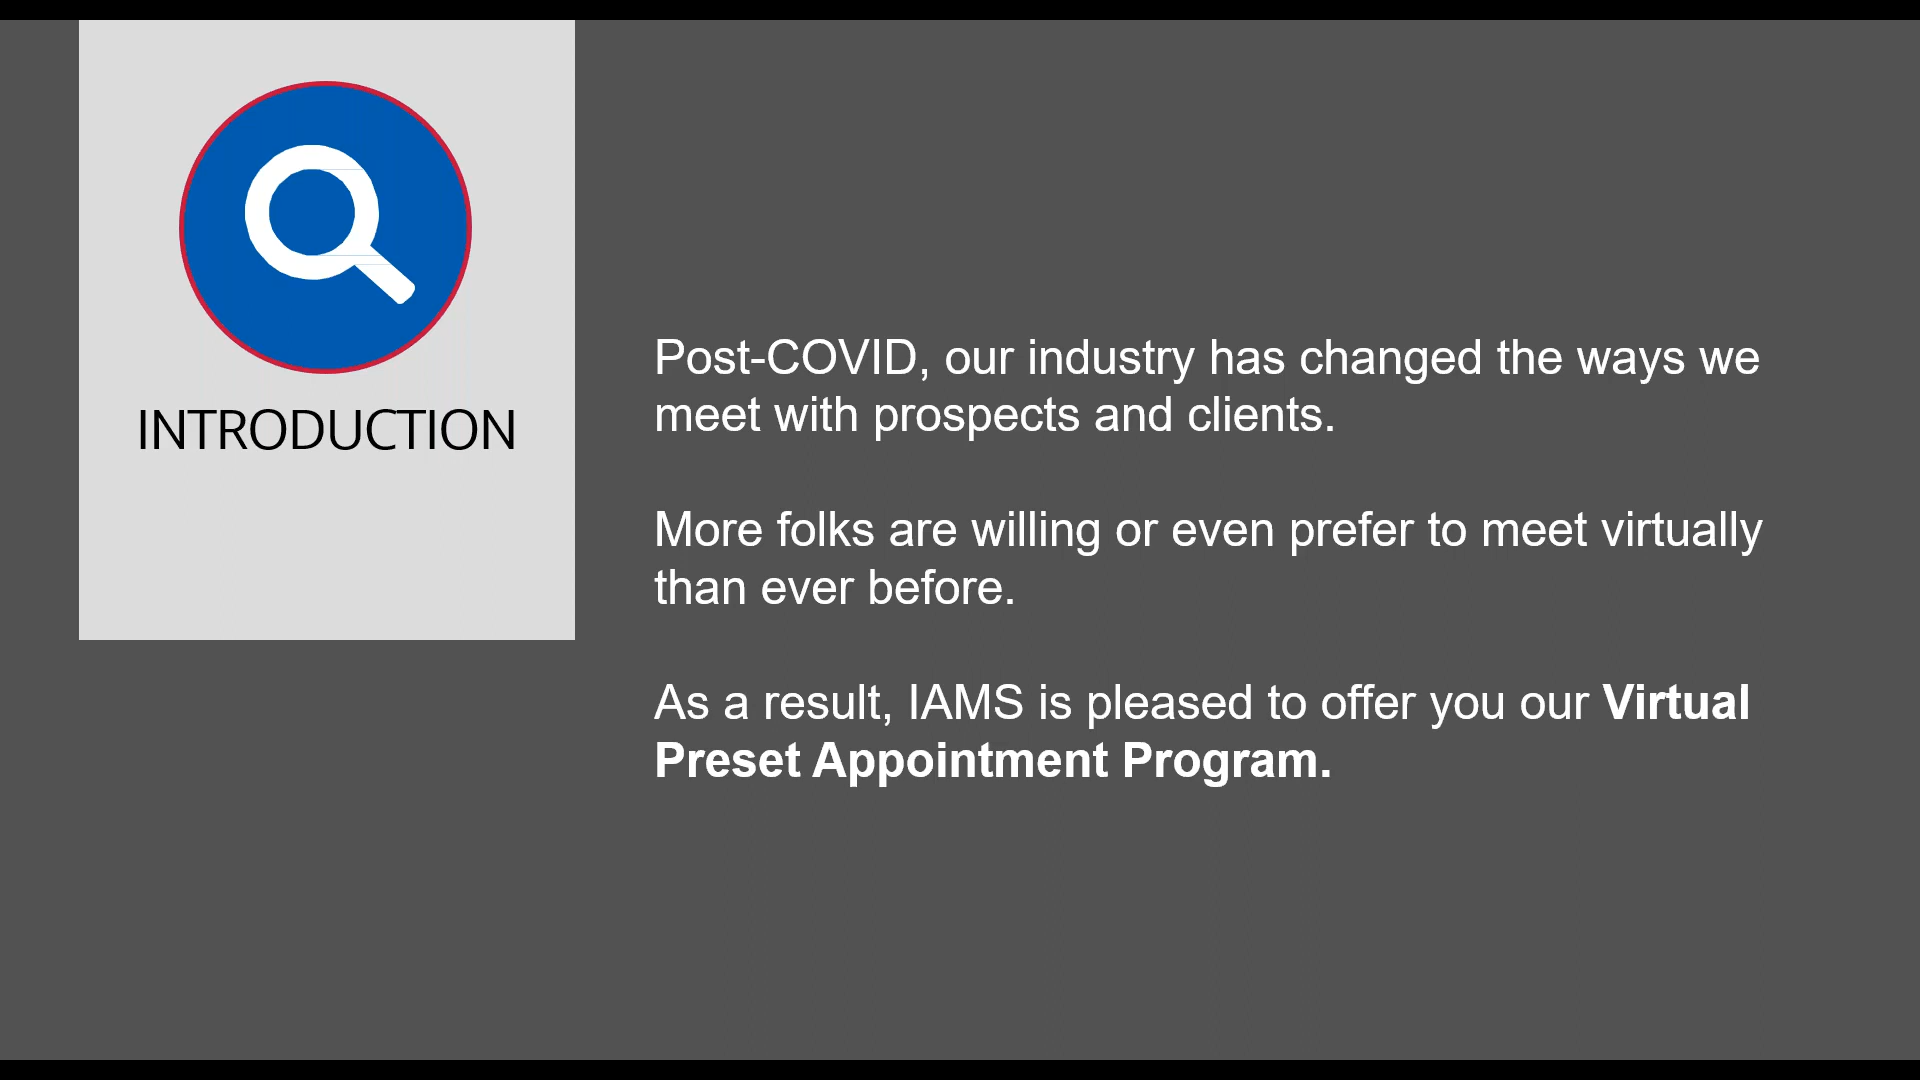 INTRODUCTION
Post-COVID, our industry has changed the ways we
meet with prospects and clients.
More folks are willing or even prefer to meet virtually
than ever before.
As a result, IAMS is pleased to offer you our Virtual
Preset Appointment Program.